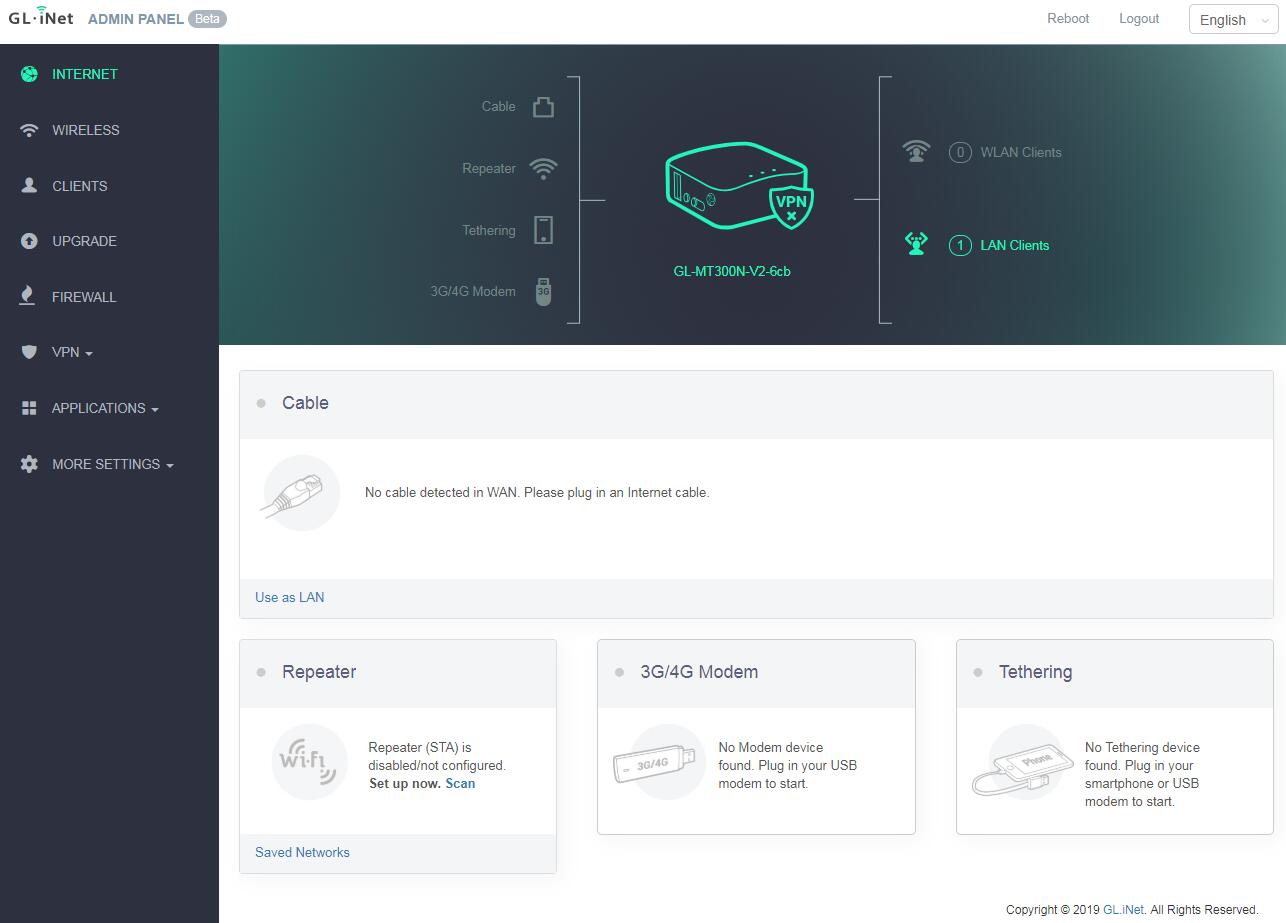 GL·iNet ADMIN PANEL Beta
Reboot Logout English
INTERNET
WIRELESS
CLIENTS
UPGRADE
FIREWALL
VPN
APPLICATIONS
MORE SETTINGS
Cable
Repeater
Tethering
3G/4G Modem
3G
VPN
GL-MT300N-V2-6cb
0 WLAN Clients
1 LAN Clients
Cable
No cable detected in WAN. Please plug in an Internet cable.
Use as LAN
Repeater
Wi-Fi
Repeater (STA) is
disabled/not configured.
Set up now. Scan
Saved Networks
3G/4G Modem
3G/4G
No Modem device
found. Plug in your USB
modem to start.
Tethering
Phone
No Tethering device
found. Plug in your
smartphone or USB
modem to start.
Copyright © 2019 GL.iNet. All Rights Reserved.